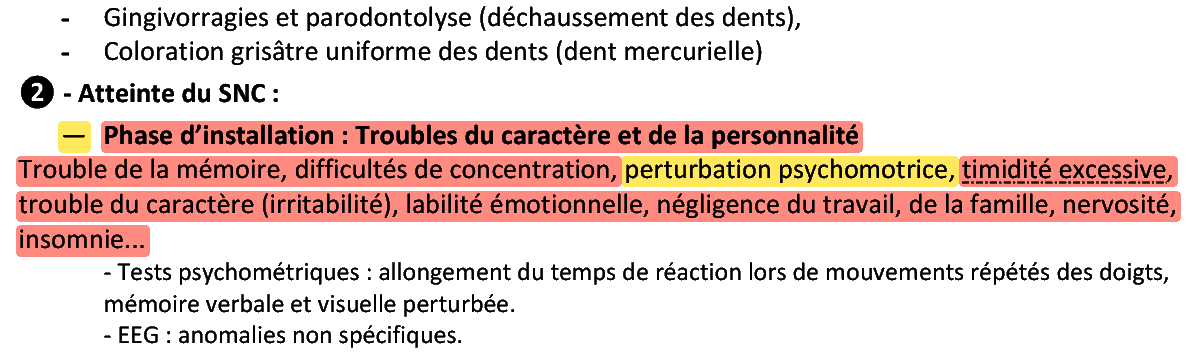 - Gingivorragies et parodontolyse (déchaussement des dents),
- Coloration grisâtre uniforme des dents (dent mercurielle)
❷ - Atteinte du SNC :
— Phase d’installation : Troubles du caractère et de la personnalité
Trouble de la mémoire, difficultés de concentration, perturbation psychomotrice, timidité excessive,
trouble du caractère (irritabilité), labilité émotionnelle, négligence du travail, de la famille, nervosité,
insomnie...
- Tests psychométriques : allongement du temps de réaction lors de mouvements répétés des doigts,
mémoire verbale et visuelle perturbée.
- EEG : anomalies non spécifiques.